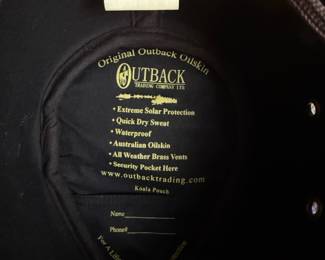 Original Outback Oilskin
OUTBACK
TRADING COMPANY LTD
• Extreme Solar Protection
• Quick Dry Sweat
• Waterproof
• Australian Oilskin
• All Weather Brass Vents
• Security Pocket Here
www.outbacktrading.com
Koala Pouch
Name
Phone#
For A